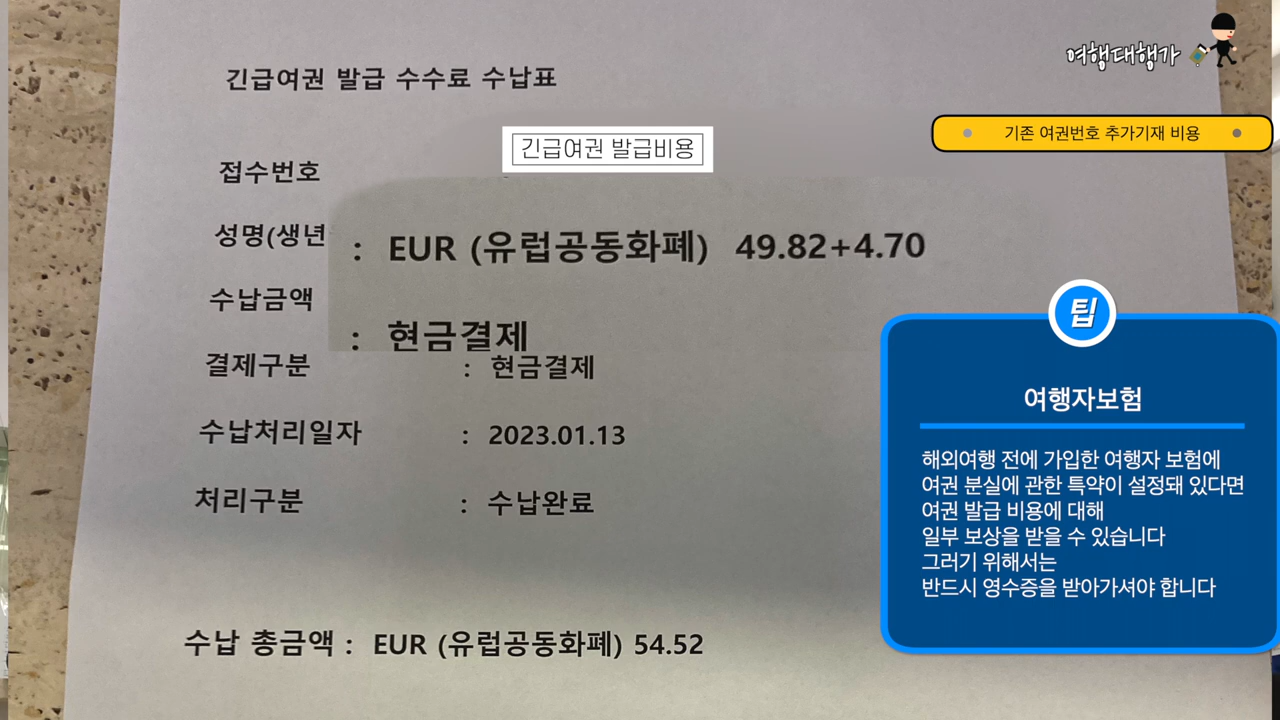 여행대행가
긴급여권 발급 수수료 수납표
기존 여권번호 추가기재 비용
긴급여권 발급비용
접수번호
성명(생년
: EUR (유럽공동화폐) 49.82+4.70
수납금액
: 현금결제
결제구분 : 현금결제
수납처리일자 : 2023.01.13
처리구분 : 수납완료
수납 총금액 : EUR (유럽공동화폐) 54.52
팁
여행자보험
해외여행 전에 가입한 여행자 보험에
여권 분실에 관한 특약이 설정돼 있다면
여권 발급 비용에 대해
일부 보상을 받을 수 있습니다
그러기 위해서는
반드시 영수증을 받아가셔야 합니다